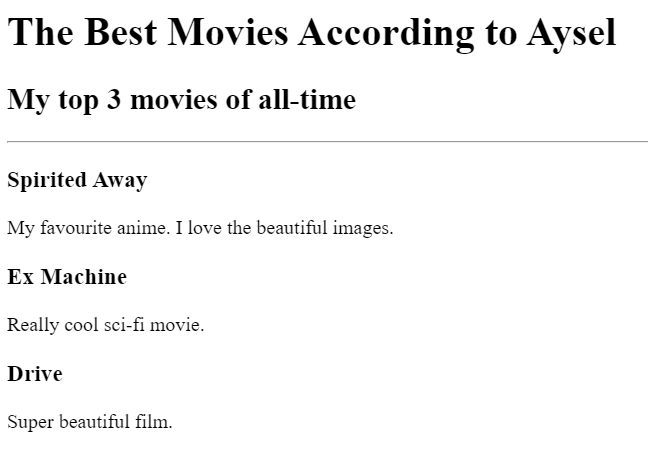 The Best Movies According to Aysel
My top 3 movies of all-time
Spirited Away
My favourite anime. I love the beautiful images.
Ex Machine
Really cool sci-fi movie.
Drive
Super beautiful film.